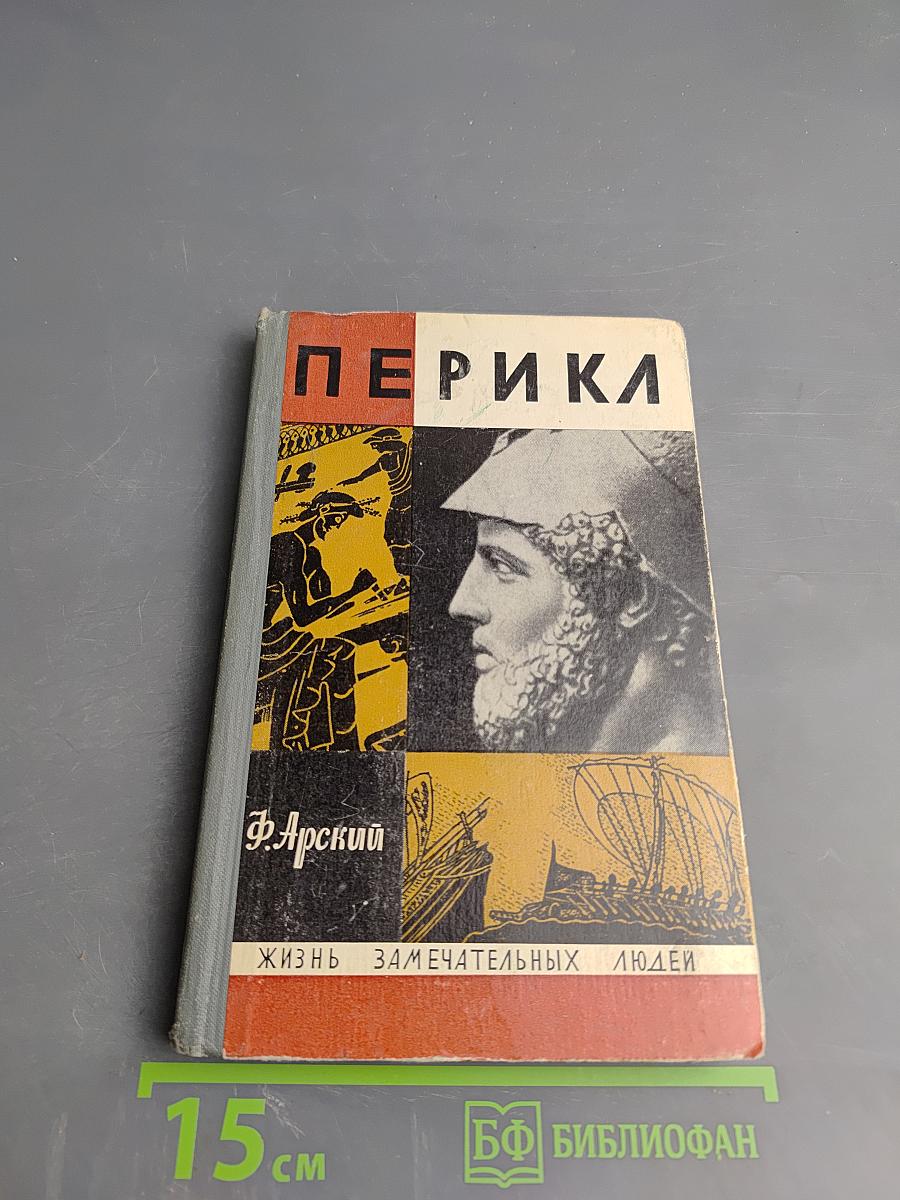 ПЕРИКЛ
Ф. Арский
ЖИЗНЬ ЗАМЕЧАТЕЛЬНЫХ ЛЮДЕЙ
15 см
БФ БИБЛИОФАН